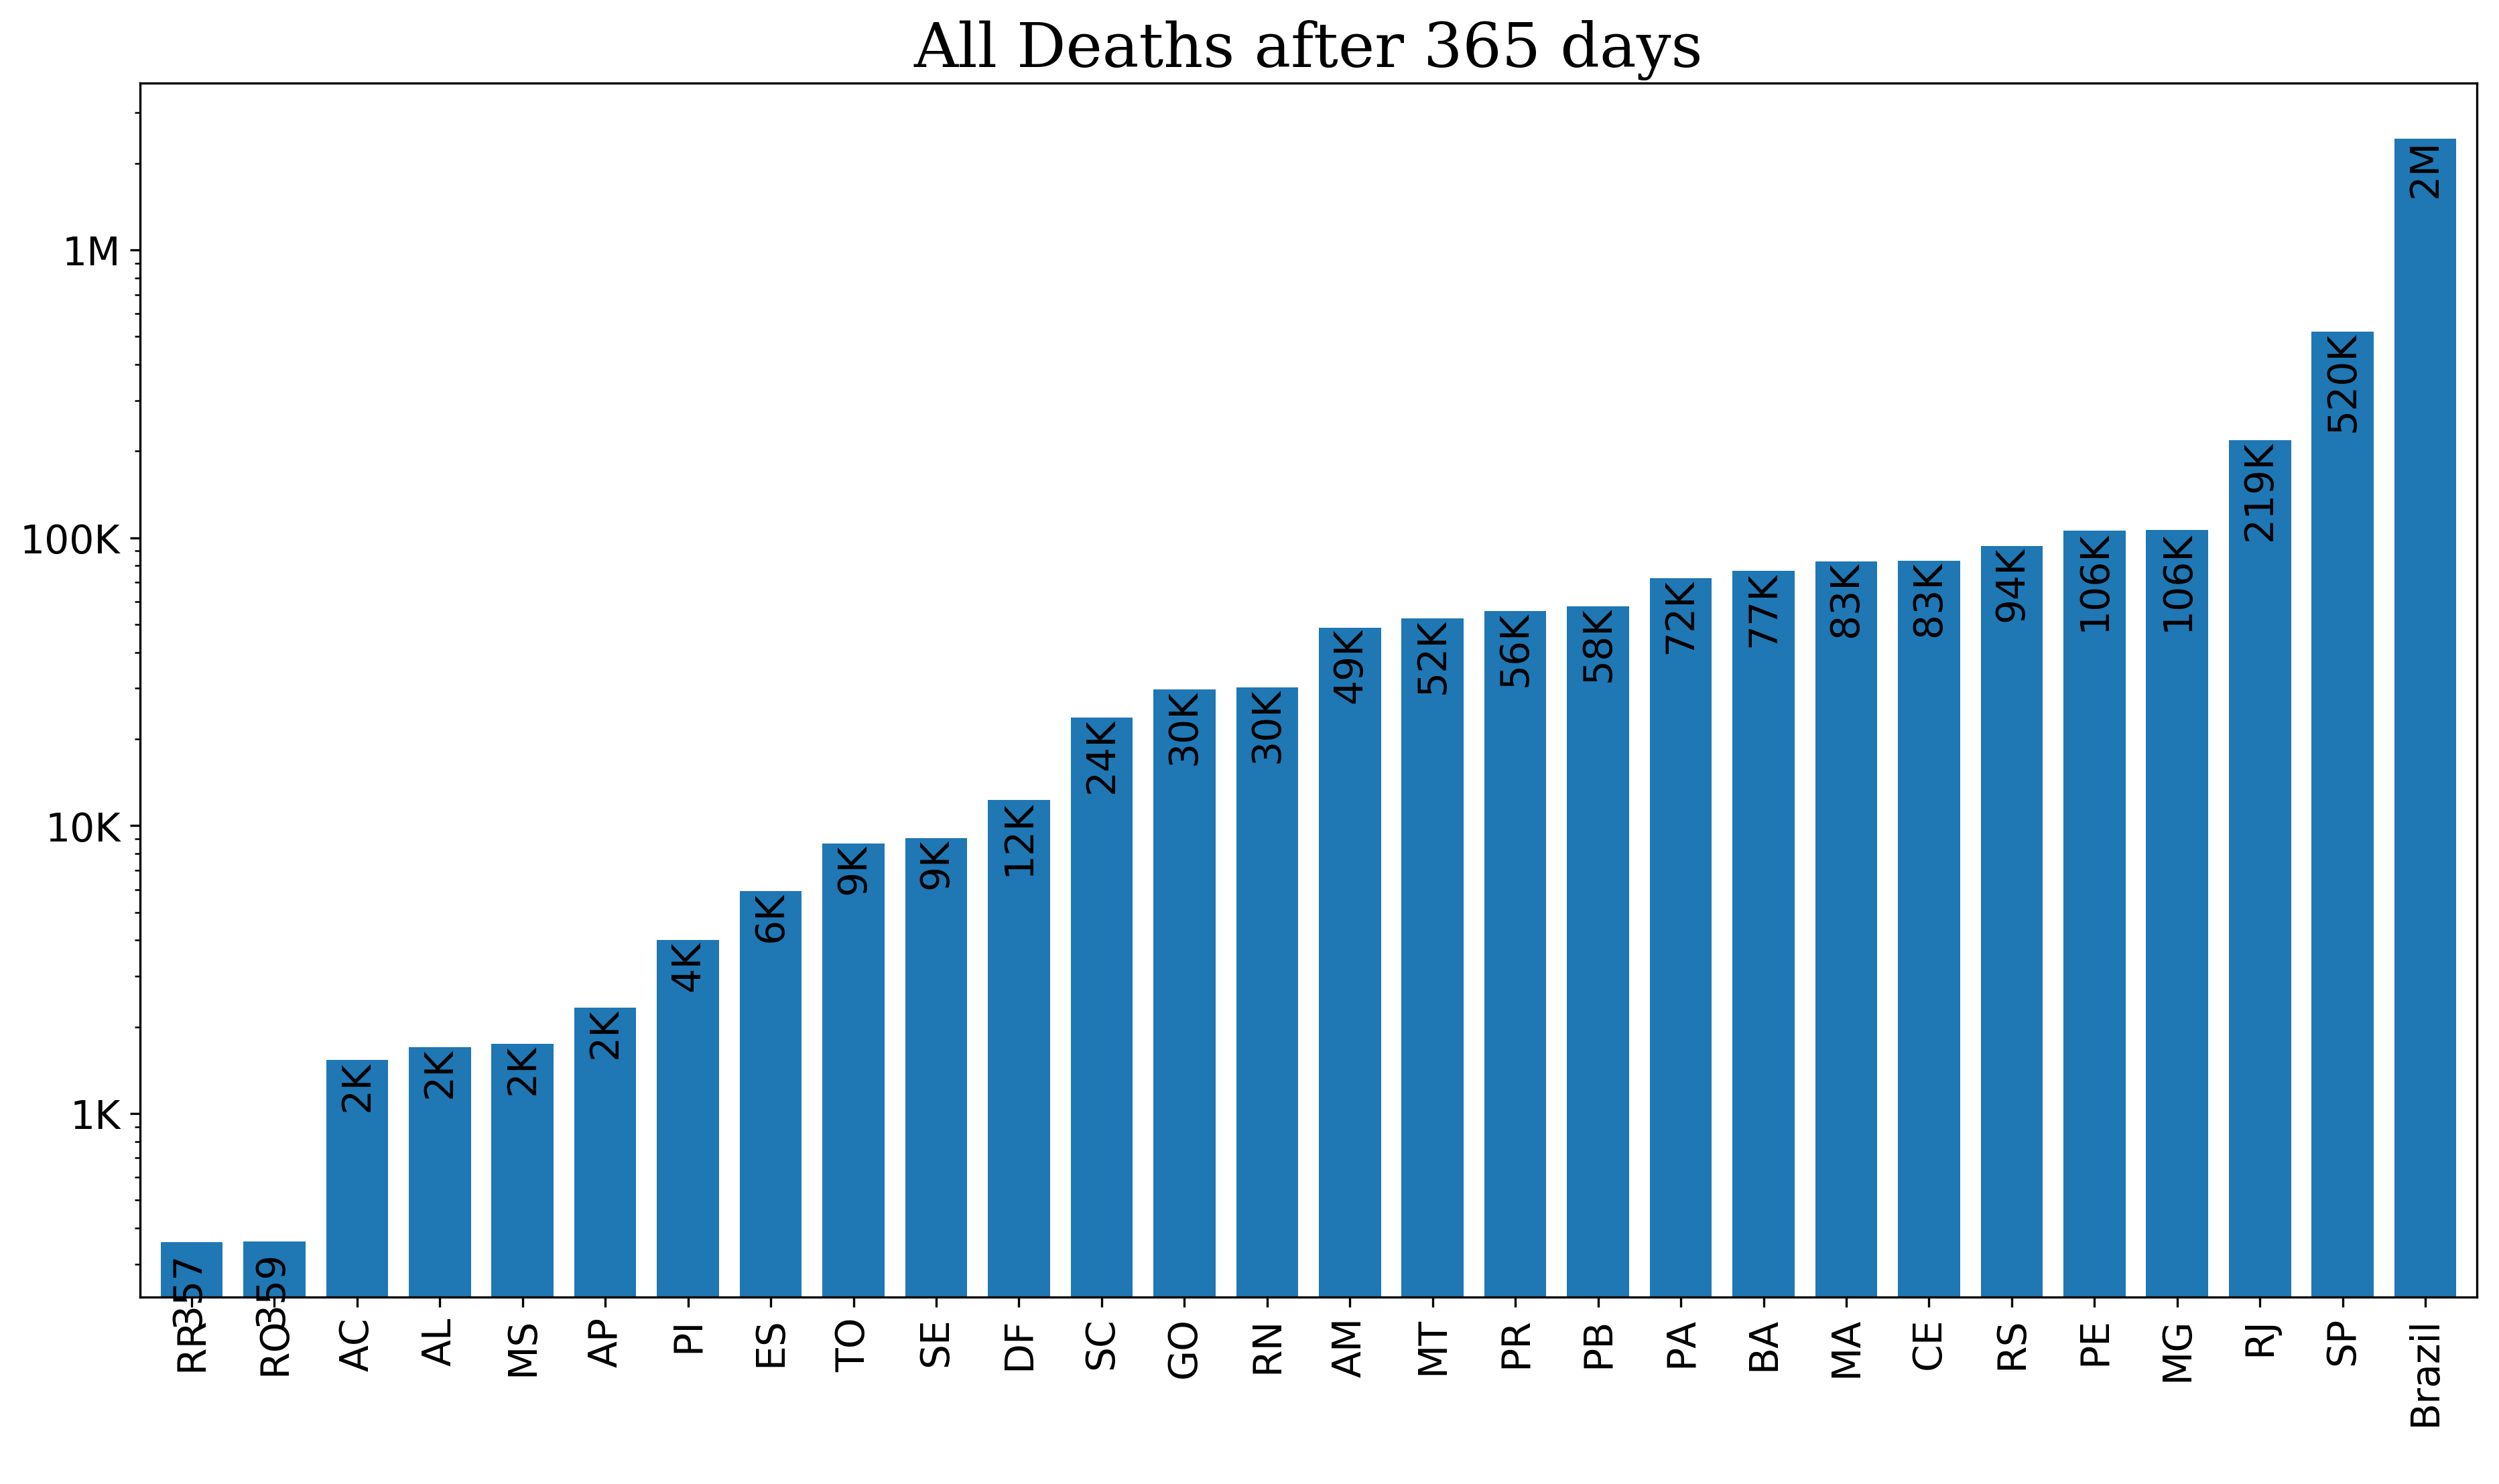 All Deaths after 365 days
1M
100K
10K
1K
357
359
2K
2K
2K
2K
4K
6K
9K
9K
12K
24K
30K
30K
49K
52K
56K
58K
72K
77K
83K
83K
94K
106K
106K
219K
520K
2M
RR
RO
AC
AL
MS
AP
PI
ES
TO
SE
DF
SC
GO
RN
AM
MT
PR
PB
PA
BA
MA
CE
RS
PE
MG
RJ
SP
Brazil